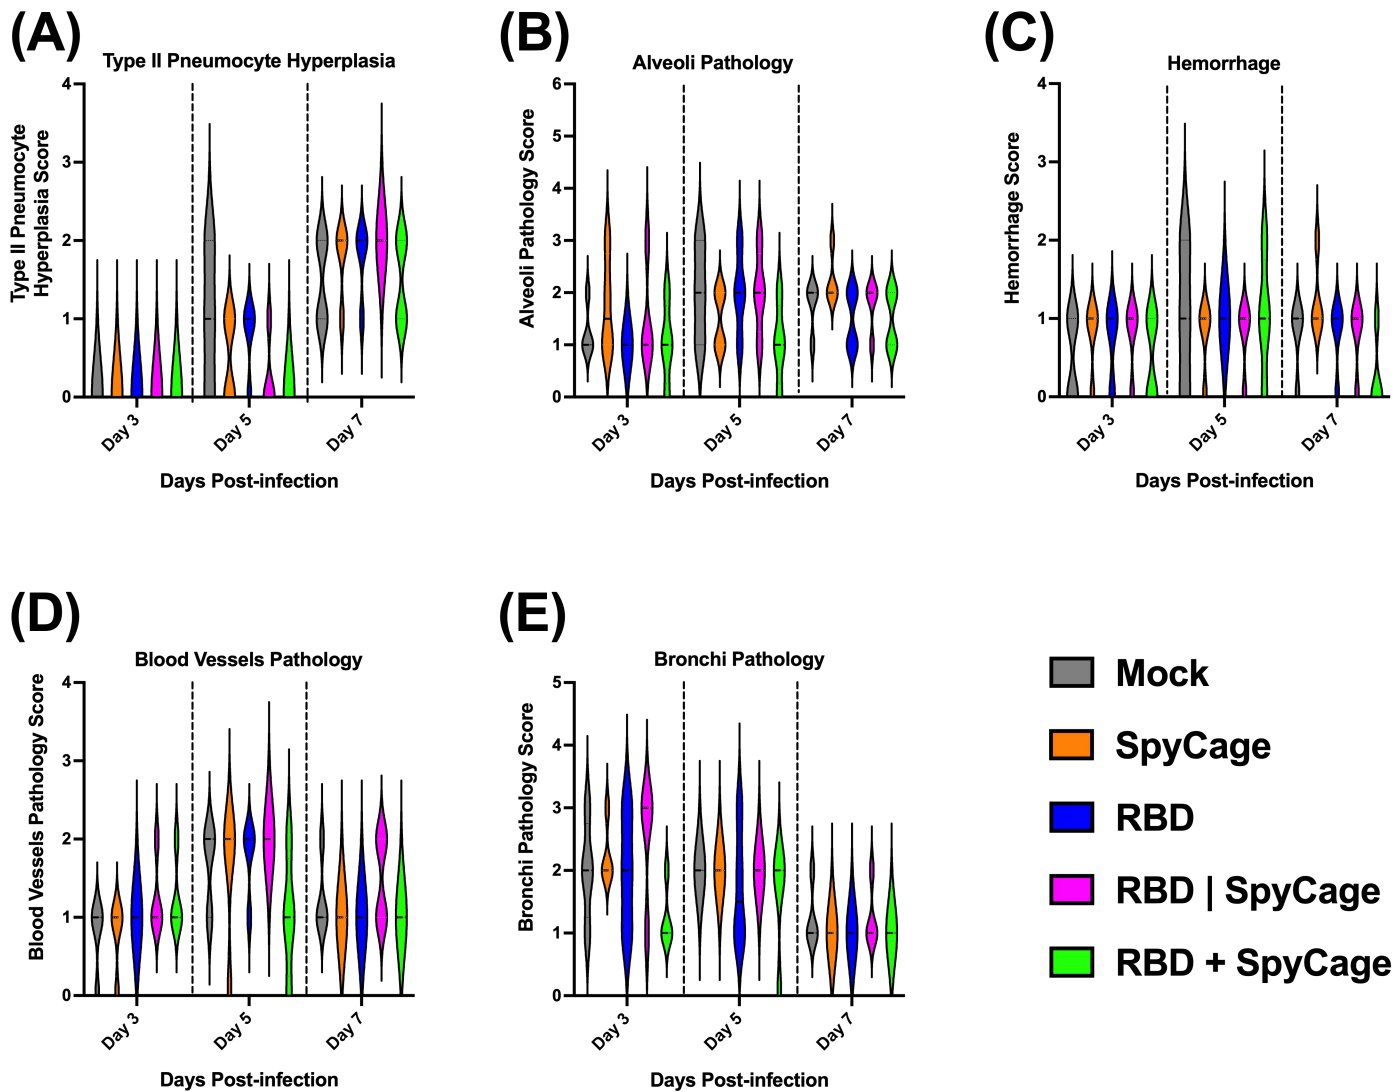 (A)
Type II Pneumocyte Hyperplasia
Type II Pneumocyte
Hyperplasia Score
4
3
2
1
0
Day 3
Day 5
Day 7
Days Post-infection
(B)
Alveoli Pathology
Alveoli Pathology Score
6
5
4
3
2
1
0
Day 3
Day 5
Day 7
Days Post-infection
(C)
Hemorrhage
Hemorrhage Score
4
3
2
1
0
Day 3
Day 5
Day 7
Days Post-infection
(D)
Blood Vessels Pathology
Blood Vessels Pathology Score
4
3
2
1
0
Day 3
Day 5
Day 7
Days Post-infection
(E)
Bronchi Pathology
Bronchi Pathology Score
5
4
3
2
1
0
Day 3
Day 5
Day 7
Days Post-infection
Mock
SpyCage
RBD
RBD | SpyCage
RBD + SpyCage